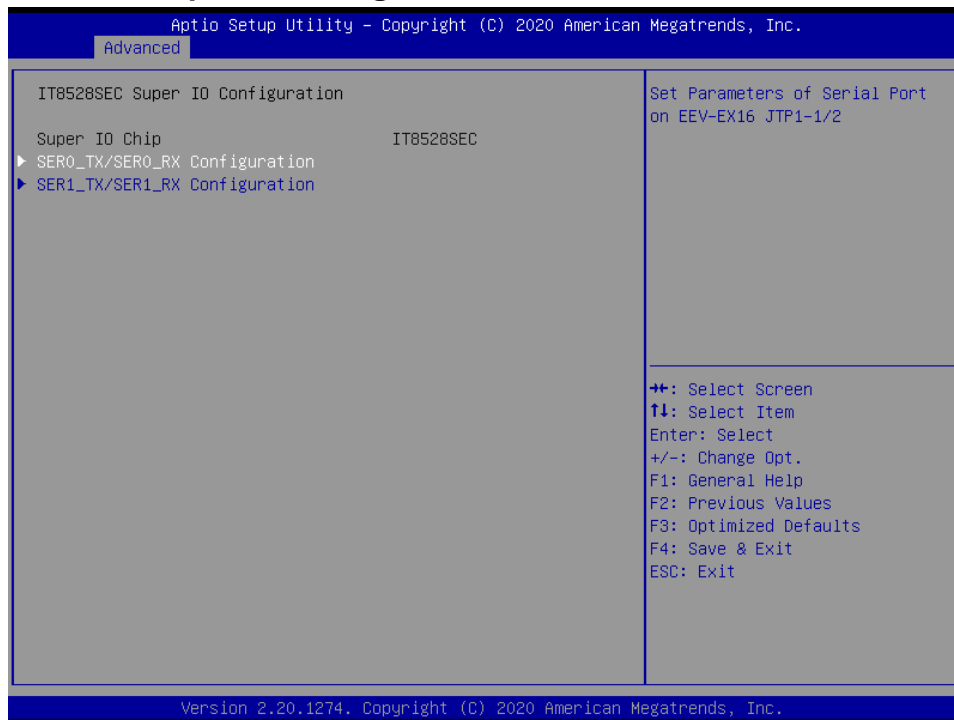 Aptio Setup Utility – Copyright (C) 2020 American Megatrends, Inc.
Advanced
IT8528SEC Super IO Configuration
Super IO Chip IT8528SEC
SER0_TX/SER0_RX Configuration
SER1_TX/SER1_RX Configuration
Set Parameters of Serial Port
on EEV-EX16 JTP1-1/2
→←: Select Screen
↑↓: Select Item
Enter: Select
+/-: Change Opt.
F1: General Help
F2: Previous Values
F3: Optimized Defaults
F4: Save & Exit
ESC: Exit
Version 2.20.1274. Copyright (C) 2020 American Megatrends, Inc.